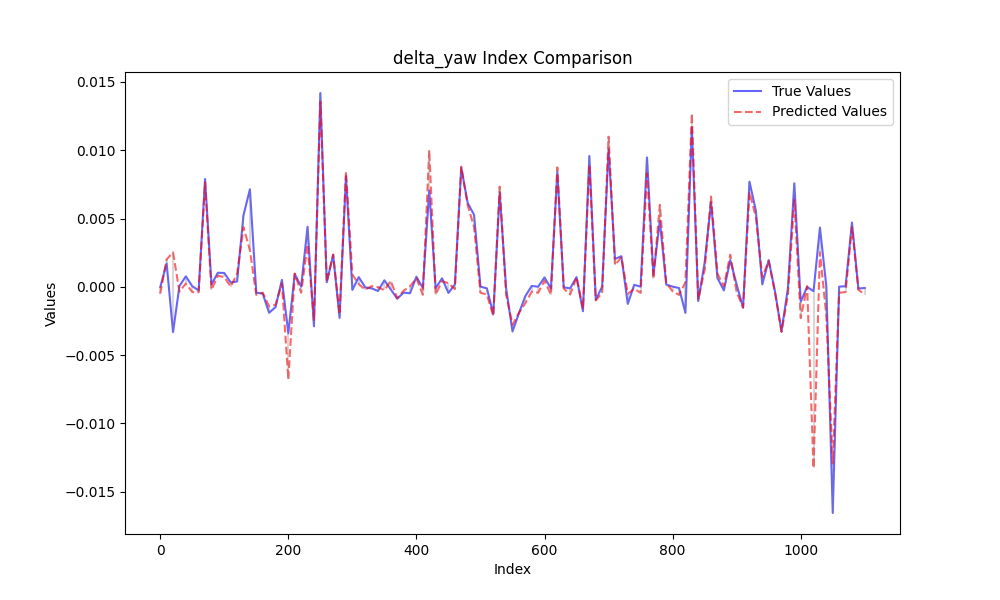 delta_yaw Index Comparison
True Values
Predicted Values
0.015
0.010
0.005
0.000
−0.005
−0.010
−0.015
Values
0 200 400 600 800 1000
Index